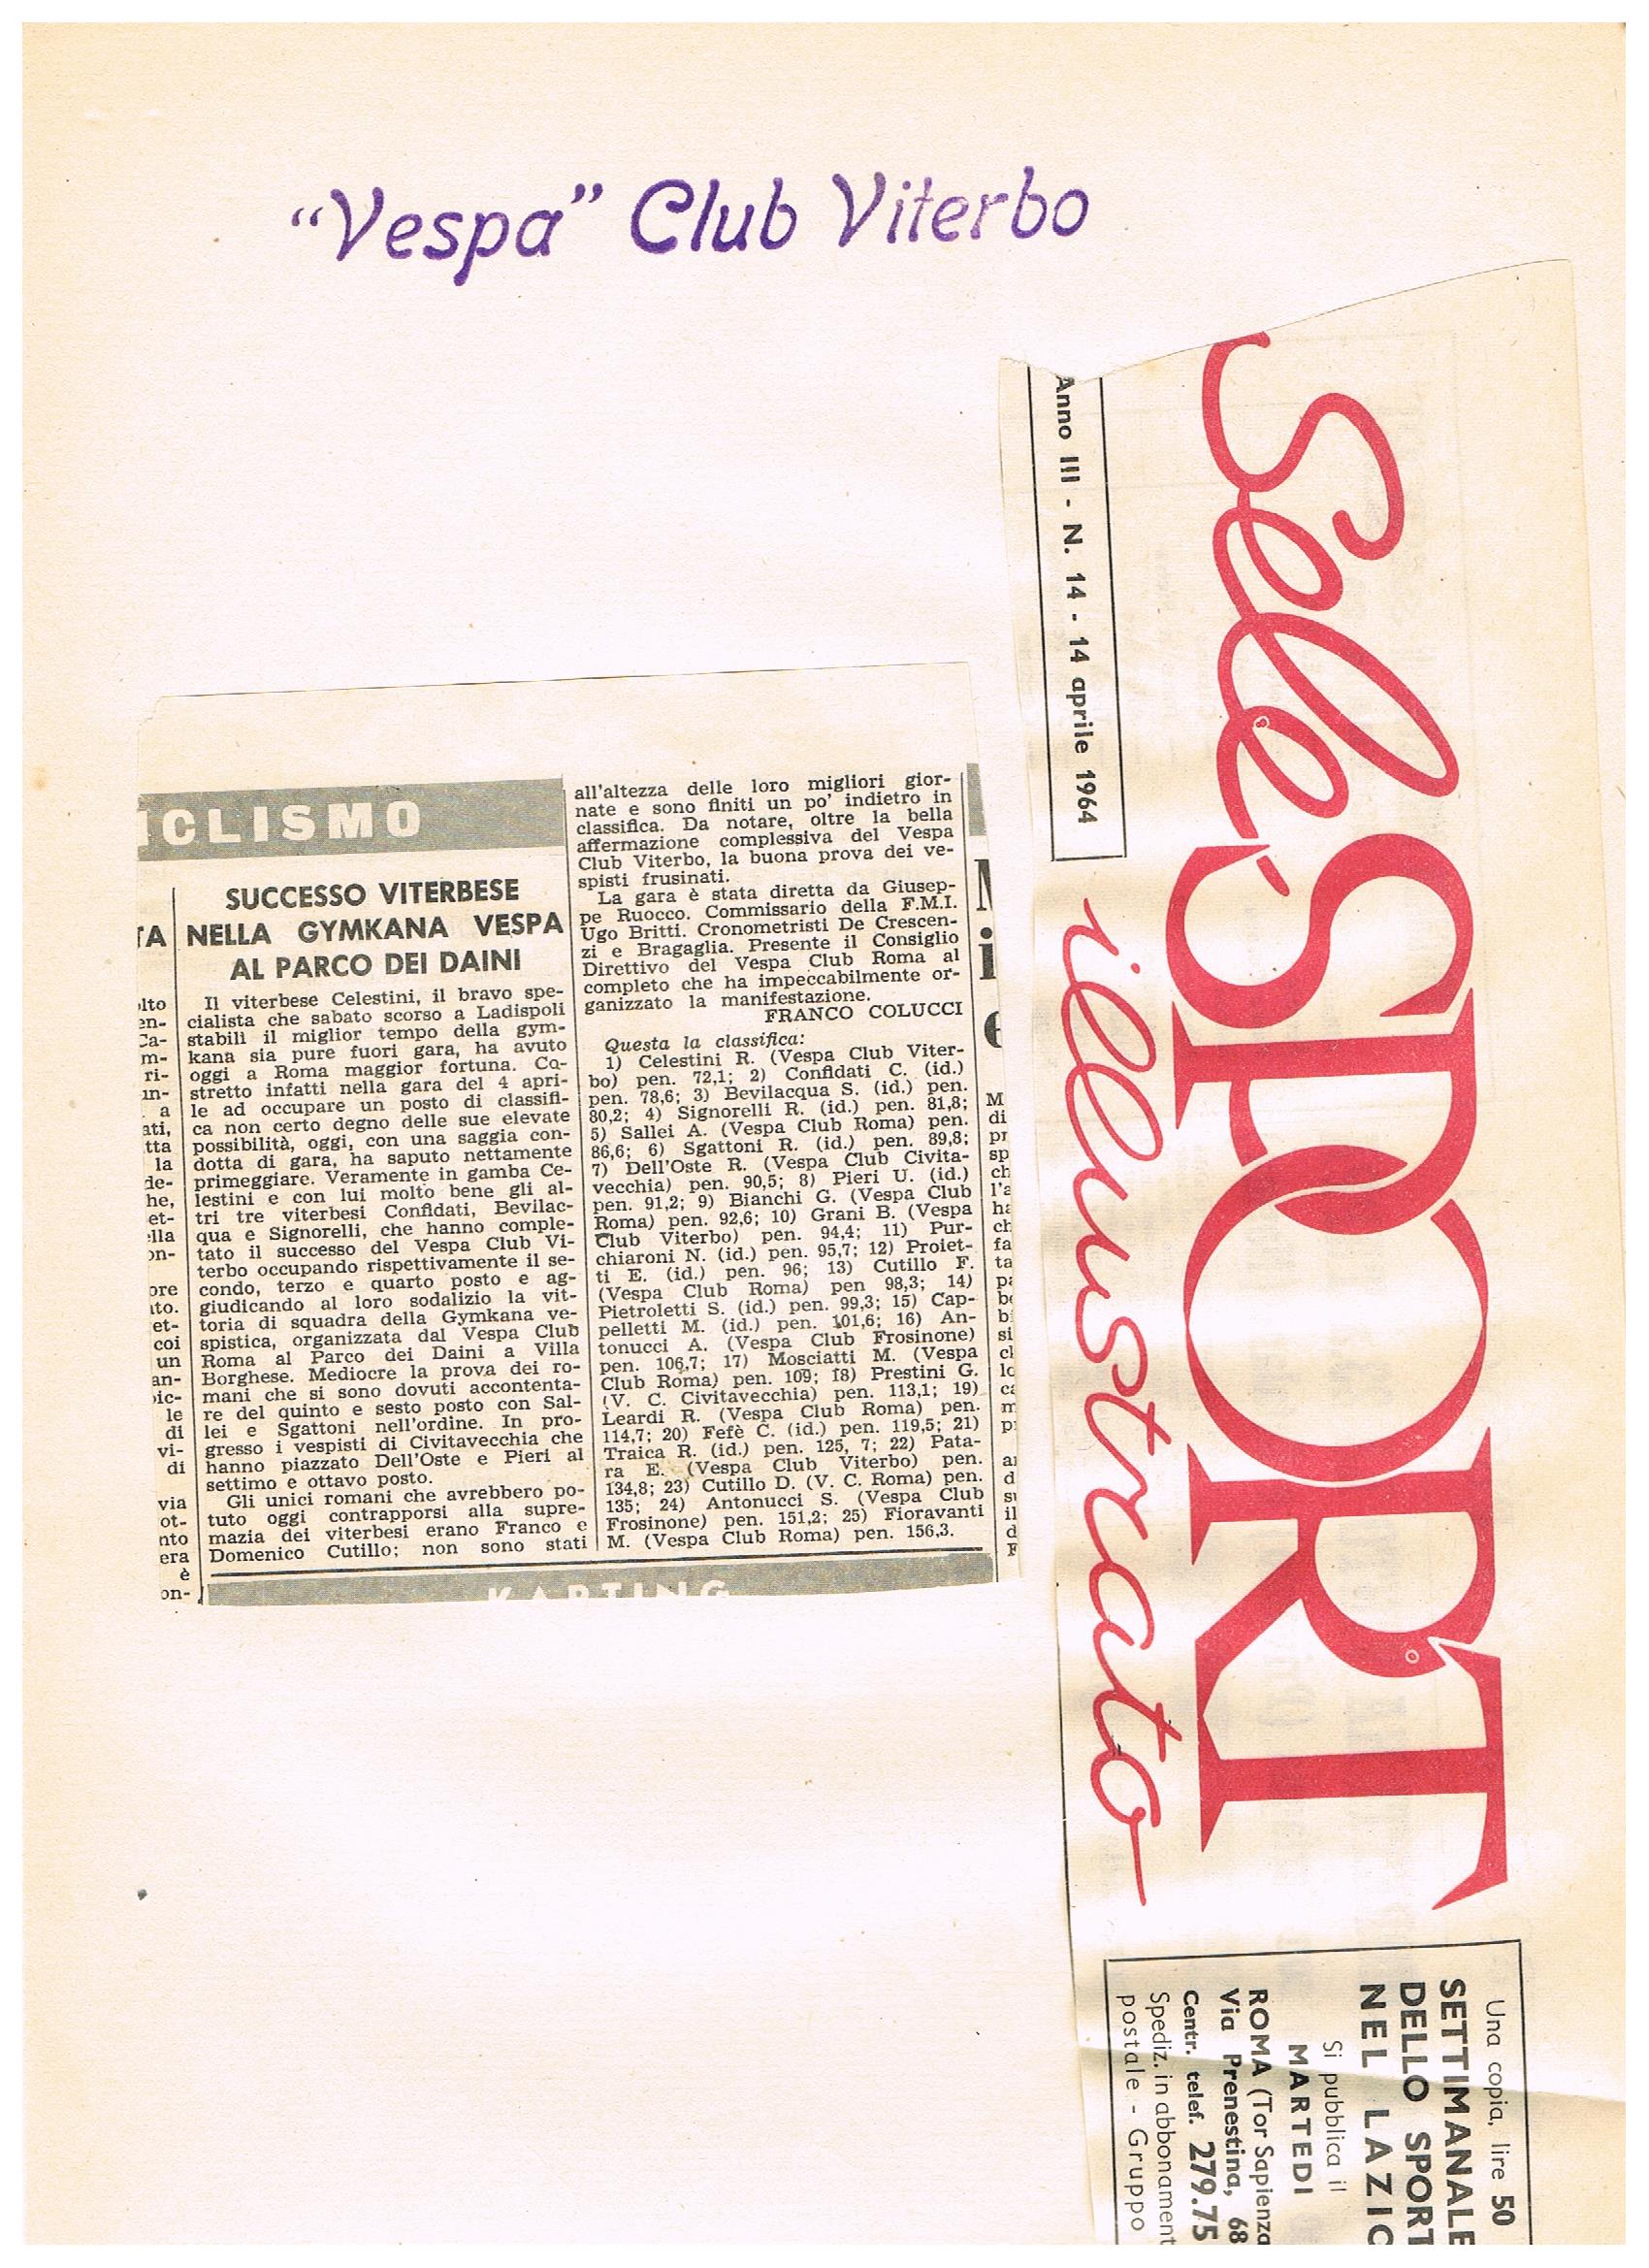 “Vespa” Club Viterbo
Anno III - N. 14 - 14 aprile 1964
Sele
SPORT
illustrato
Una copia, lire 50
SETTIMANALE
DELLO SPORT
NEL LAZIO
Si pubblica il
MARTEDI
ROMA (Tor Sapienza
Via Prenestina, 68
Centr. telef. 279.75
Spediz. in abbonament
postale - Gruppo
ICLISMO
SUCCESSO VITERBESE
NELLA GYMKANA VESPA
AL PARCO DEI DAINI
Il viterbese Celestini, il bravo spe-
cialista che sabato scorso a Ladispoli
stabilì il miglior tempo della gym-
kana sia pure fuori gara, ha avuto
oggi a Roma maggior fortuna. Co-
stretto infatti nella gara del 4 apri-
le ad occupare un posto di classifi-
ca non certo degno delle sue elevate
possibilità, oggi, con una saggia con-
dotta di gara, ha saputo nettamente
primeggiare. Veramente in gamba Ce-
lestini e con lui molto bene gli al-
tri tre viterbesi Confidati, Bevilac-
qua e Signorelli, che hanno comple-
tato il successo del Vespa Club Vi-
terbo occupando rispettivamente il se-
condo, terzo e quarto posto e ag-
giudicando al loro sodalizio la vit-
toria di squadra della Gymkana ve-
spistica, organizzata dal Vespa Club
Roma al Parco dei Daini a Villa
Borghese. Mediocre la prova dei ro-
mani che si sono dovuti accontenta-
re del quinto e sesto posto con Sal-
lei e Sgattoni nell'ordine. In pro-
gresso i vespisti di Civitavecchia che
hanno piazzato Dell'Oste e Pieri al
settimo e ottavo posto.
Gli unici romani che avrebbero po-
tuto oggi contrapporsi alla supre-
mazia dei viterbesi erano Franco e
Domenico Cutillo; non sono stati
all'altezza delle loro migliori gior-
nate e sono finiti un po' indietro in
classifica. Da notare, oltre la bella
affermazione complessiva del Vespa
Club Viterbo, la buona prova dei ve-
spisti frusinati.
La gara è stata diretta da Giusep-
pe Ruocco. Commissario della F.M.I.
Ugo Britti. Cronometristi De Crescen-
zi e Bragaglia. Presente il Consiglio
Direttivo del Vespa Club Roma al
completo che ha impeccabilmente or-
ganizzato la manifestazione.
FRANCO COLUCCI
Questa la classifica:
1) Celestini R. (Vespa Club Viter-
bo) pen. 72,1; 2) Confidati C. (id.)
pen. 78,6; 3) Bevilacqua S. (id.) pen.
80,2; 4) Signorelli R. (id.) pen. 81,8;
5) Sallei A. (Vespa Club Roma) pen.
86,6; 6) Sgattoni R. (id.) pen. 89,8;
7) Dell'Oste R. (Vespa Club Civita-
vecchia) pen. 90,5; 8) Pieri U. (id.)
pen. 91,2; 9) Bianchi G. (Vespa Club
Roma) pen. 92,6; 10) Grani B. (Vespa
Club Viterbo) pen. 94,4; 11) Pur-
chiaroni N. (id.) pen. 95,7; 12) Proiet-
ti E. (id.) pen. 96; 13) Cutillo F.
(Vespa Club Roma) pen 98,3; 14)
Pietroletti S. (id.) pen. 99,3; 15) Cap-
pelletti M. (id.) pen. 101,6; 16) An-
tonucci A. (Vespa Club Frosinone)
pen. 106,7; 17) Mosciatti M. (Vespa
Club Roma) pen. 109; 18) Prestini G.
(V. C. Civitavecchia) pen. 113,1; 19)
Leardi R. (Vespa Club Roma) pen.
114,7; 20) Fefè C. (id.) pen. 119,5; 21)
Traica R. (id.) pen. 125, 7; 22) Pata-
ra E. (Vespa Club Viterbo) pen.
134,8; 23) Cutillo D. (V. C. Roma) pen.
135; 24) Antonucci S. (Vespa Club
Frosinone) pen. 151,2; 25) Fioravanti
M. (Vespa Club Roma) pen. 156,3.
KARTING